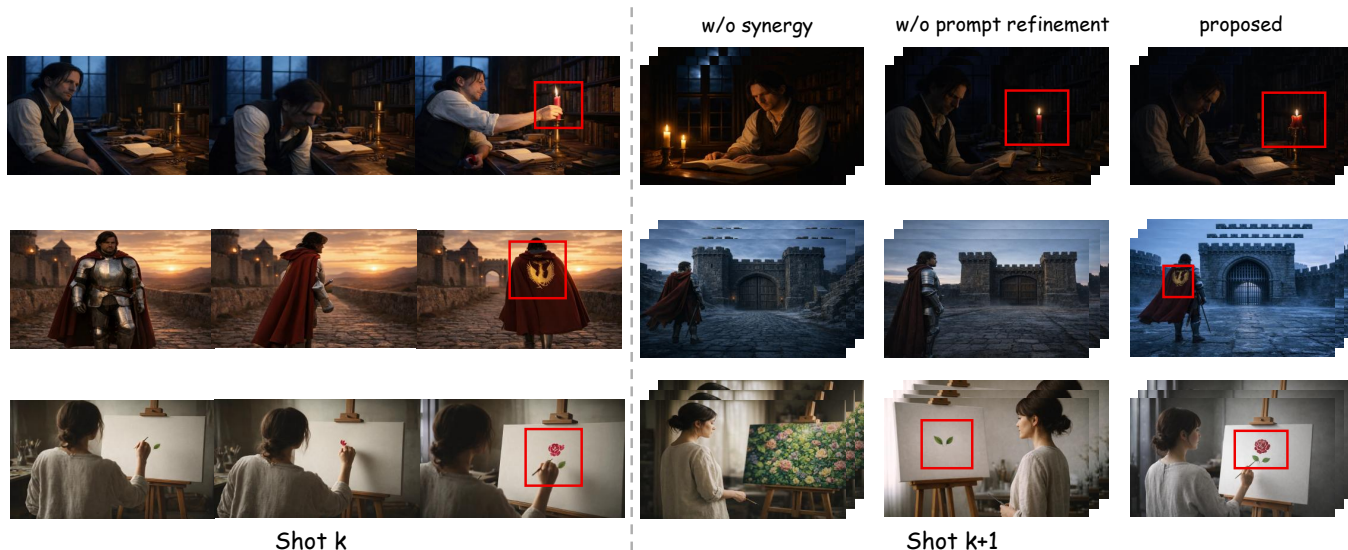 w/o synergy
w/o prompt refinement
proposed
Shot k
Shot k+1